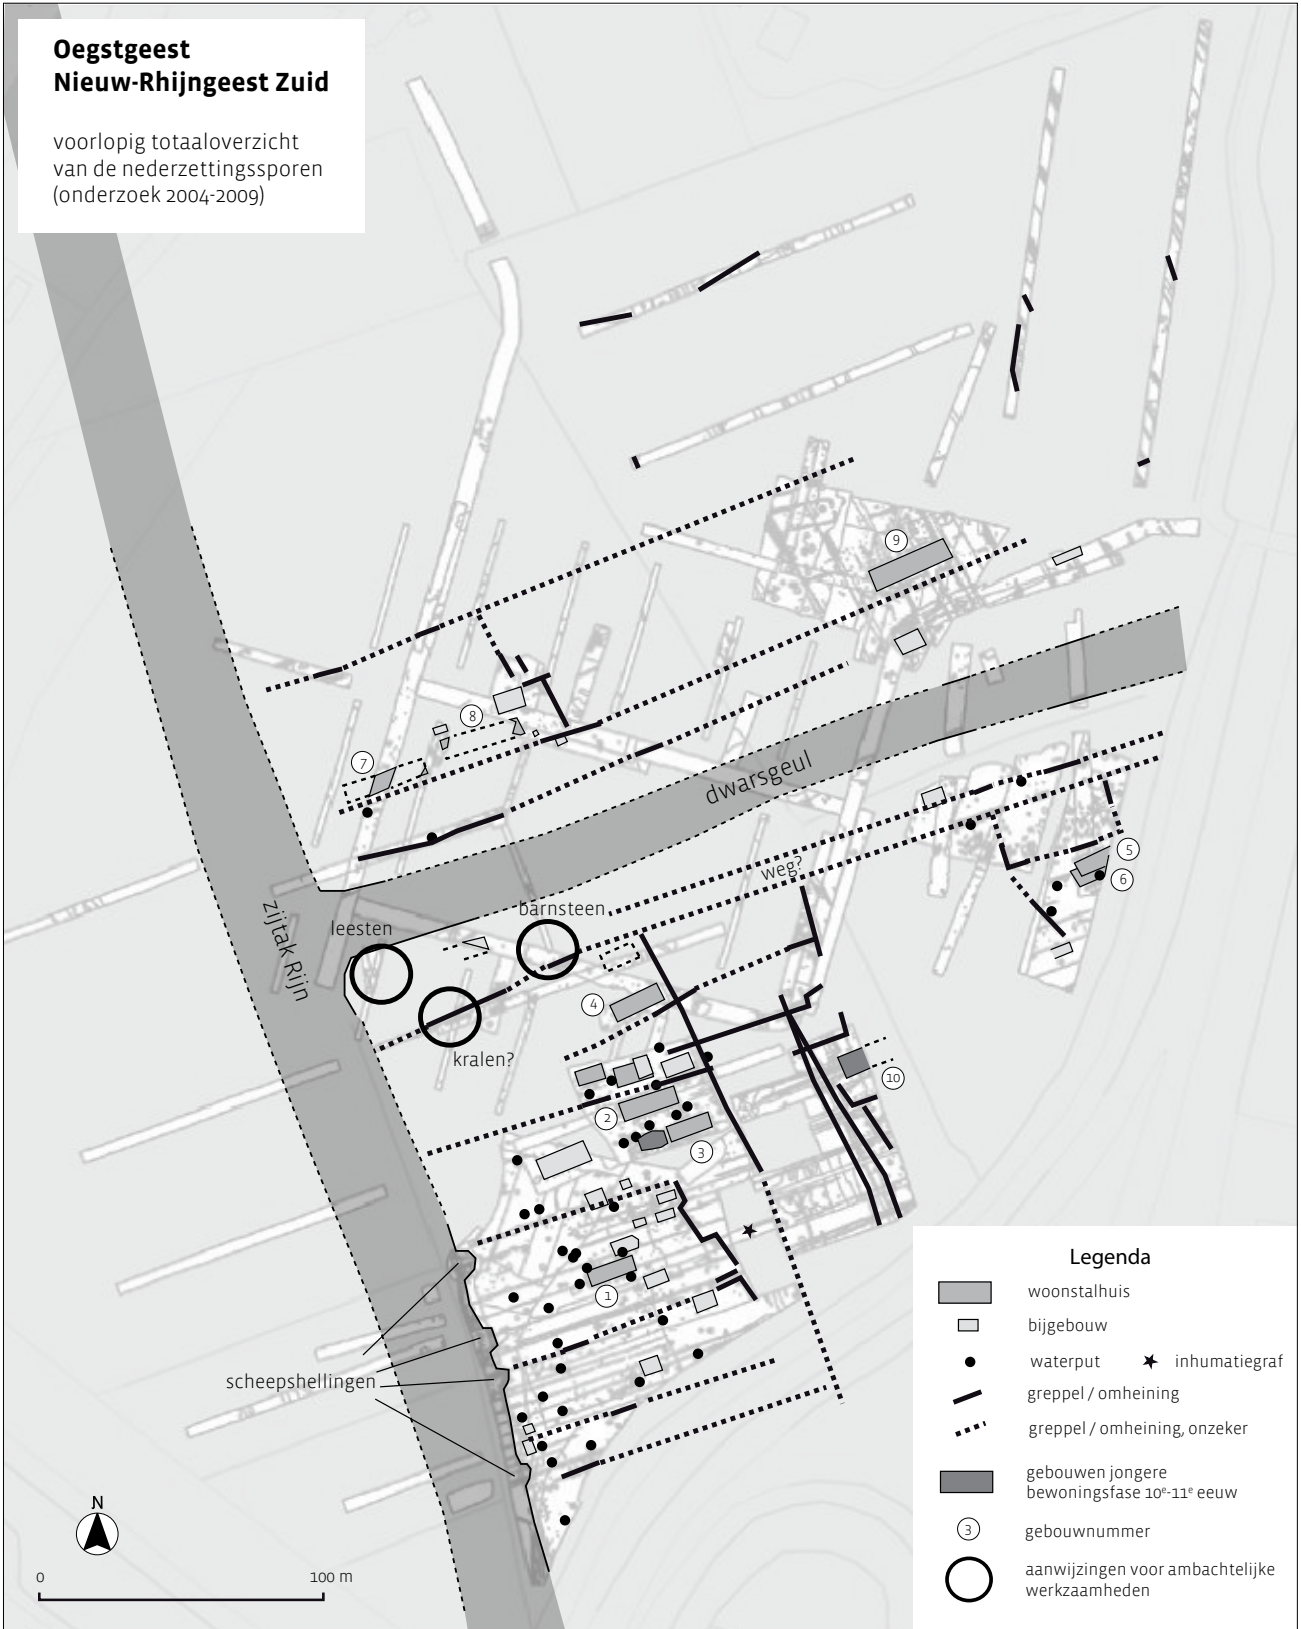 Oegstgeest
Nieuw-Rhijngeest Zuid
voorlopig totaaloverzicht
van de nederzettingssporen
(onderzoek 2004-2009)
9
8
7
dwarsgeul
5
6
weg?
zijtak Rijn
leesten
barnsteen
kralen?
4
10
2
3
1
scheepshellingen
N
0
100 m
Legenda
woonstalhuis
bijgebouw
waterput
inhumatiegraf
greppel / omheining
greppel / omheining, onzeker
gebouwen jongere
bewoningsfase 10e-11e eeuw
3
gebouwnummer
aanwijzingen voor ambachtelijke
werkzaamheden